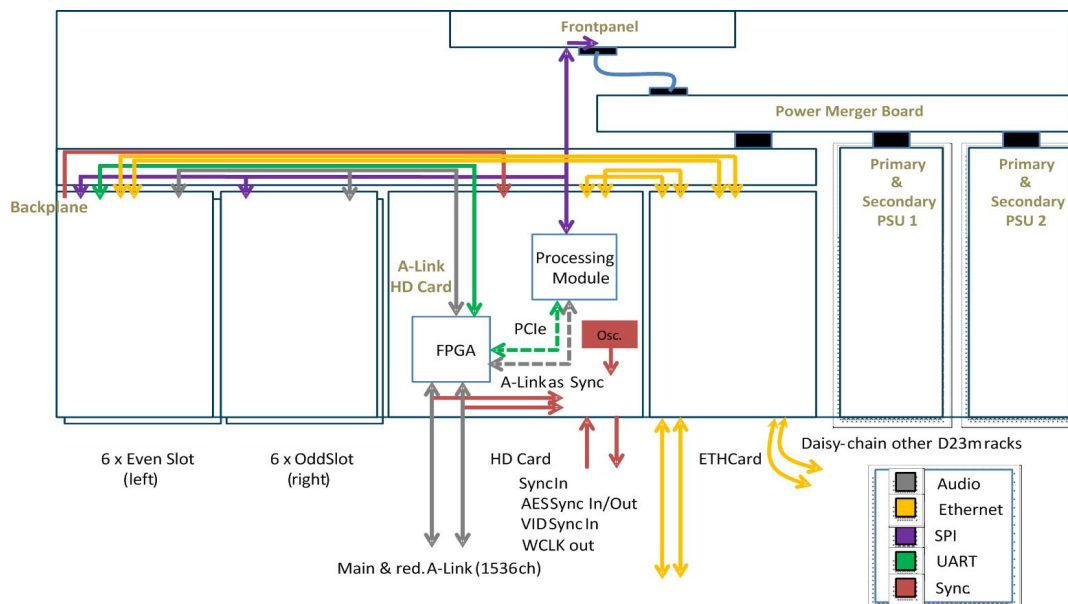 Frontpanel
Power Merger Board
Primary
&
Secondary
PSU 1
Primary
&
Secondary
PSU 2
Backplane
A-Link
HD Card
Processing
Module
PCIe
FPGA
Osc.
A-Link as Sync
6 x Even Slot
(left)
6 x OddSlot
(right)
HD Card
SyncIn
AESSync In/Out
VIDSyncIn
WCLK out
ETHCard
Daisy-chain other D23m racks
Main & red. A-Link (1536ch)
Audio
Ethernet
SPI
UART
Sync